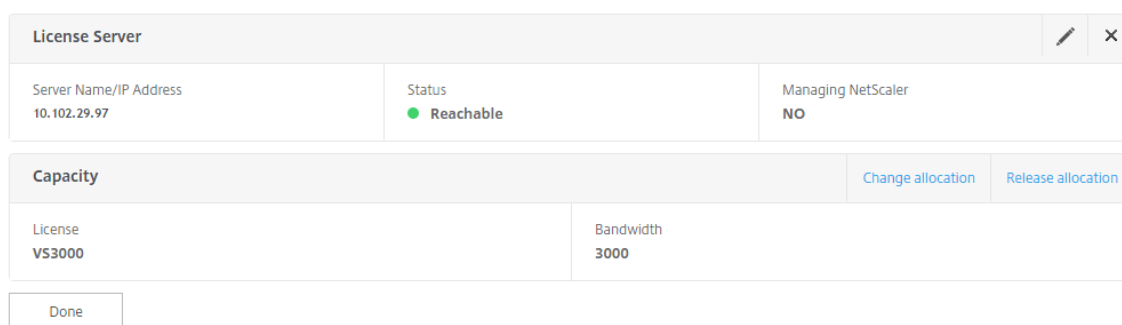 License Server
Server Name/IP Address
10.102.29.97
Status
Reachable
Managing NetScaler
NO
Capacity
Change allocation
Release allocation
License
VS3000
Bandwidth
3000
Done